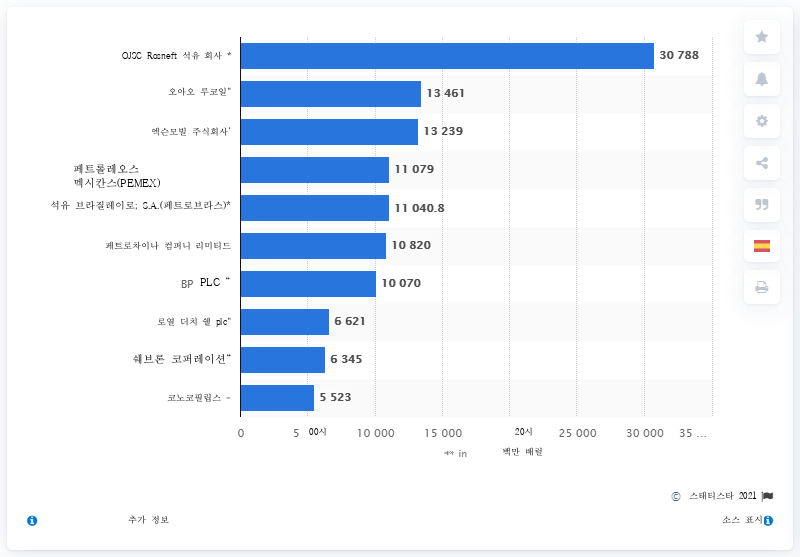 OJSC Rosneft 석유 회사 *
30 788
오아오 루코일"
13 461
엑슨모빌 주식회사'
13 239
페트롤레오스
멕시칸스(PEMEX)
11 079
석유 브라질레이로; S.A.(페트로브라스)*
11 040.8
페트로차이나 컴퍼니 리미티드
10 820
BP PLC “
10 070
로열 더치 쉘 plc"
6 621
쉐브론 코퍼레이션“
6 345
코노코필립스 -
5 523
0 5 00시 10 000 15 000 20시 25 000 30 000 35 ...
in 백만 배럴
© 스태티스타 2021
추가 정보 소스 표시